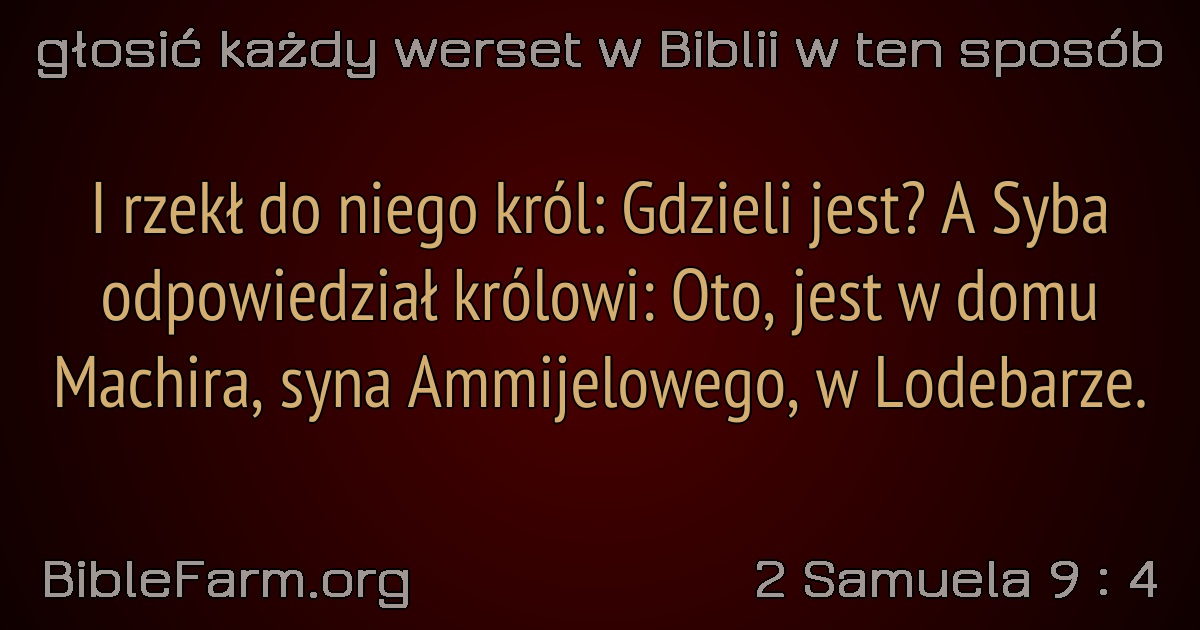 głosić każdy werset w Biblii w ten sposób
I rzekł do niego król: Gdzieli jest? A Syba
odpowiedział królowi: Oto, jest w domu
Machira, syna Ammijelowego, w Lodebarze.
BibleFarm.org
2 Samuela 9 : 4